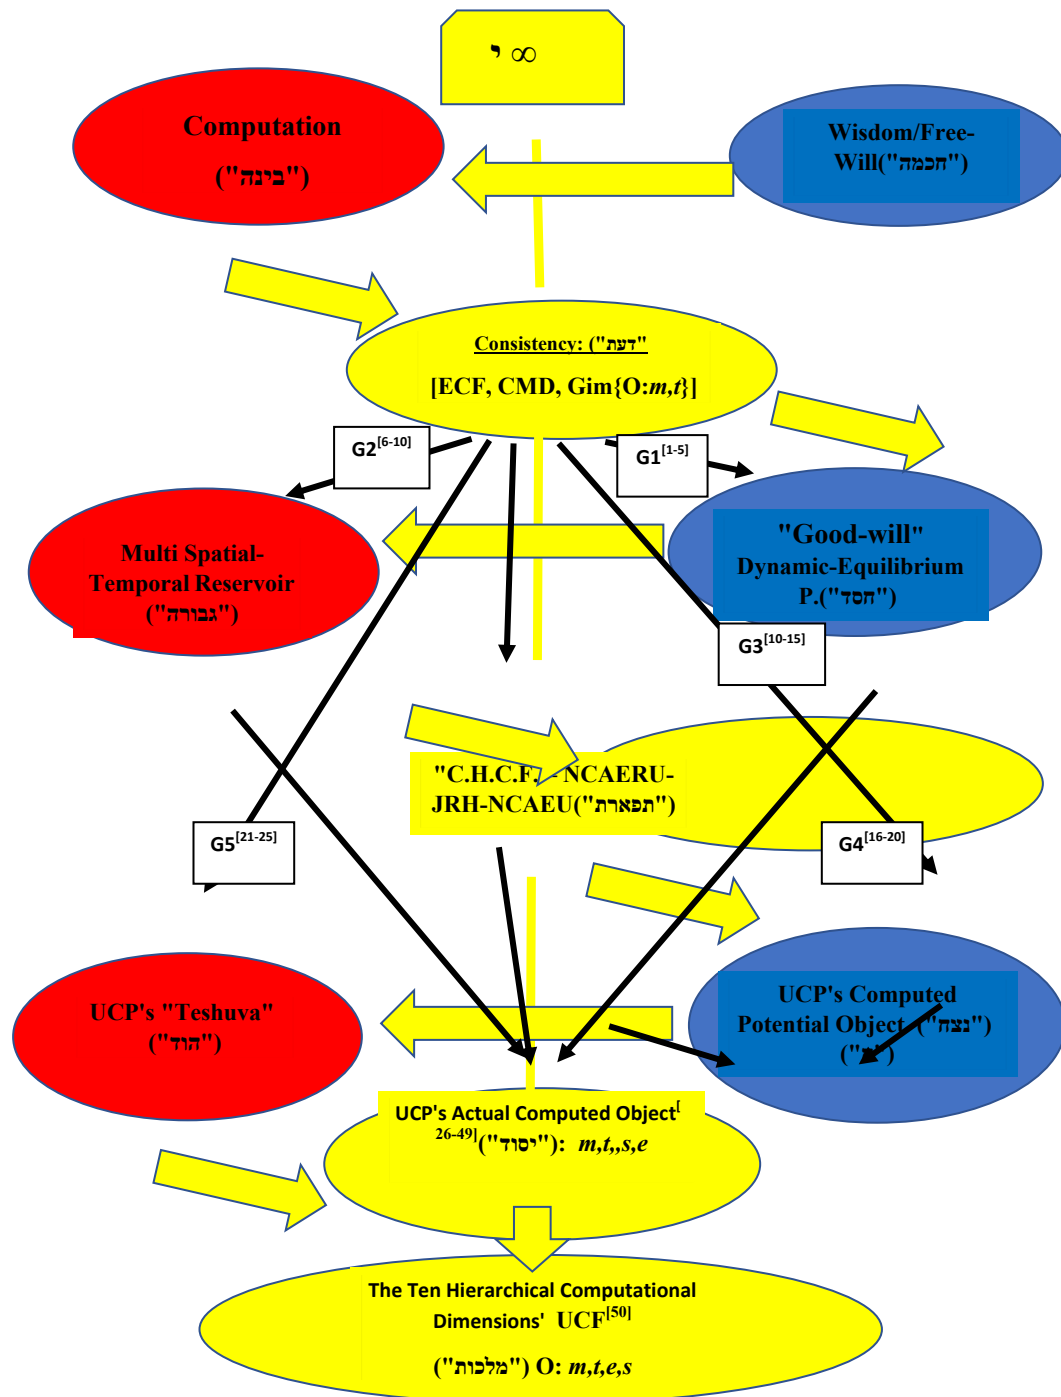 י ∞
Computation
("בינה")
Wisdom/Free-
Will("חכמה")
Consistency: ("דעת"
[ECF, CMD, Gim{O:m,t}]
G2[6-10]
G1[1-5]
Multi Spatial-
Temporal Reservoir
("גבורה")
"Good-will"
Dynamic-Equilibrium
P.("חסד")
G3[10-15]
"C.H.C.F. - NCAERU-
JRH-NCAEU("תפארת")
G5[21-25]
G4[16-20]
UCP's "Teshuva"
("הוד")
UCP's Computed
Potential Object ("נצח")
UCP's Actual Computed Object[
26-49]("יסוד"): m,t,,s,e
The Ten Hierarchical Computational
Dimensions' UCF[50]
("מלכות") O: m,t,e,s